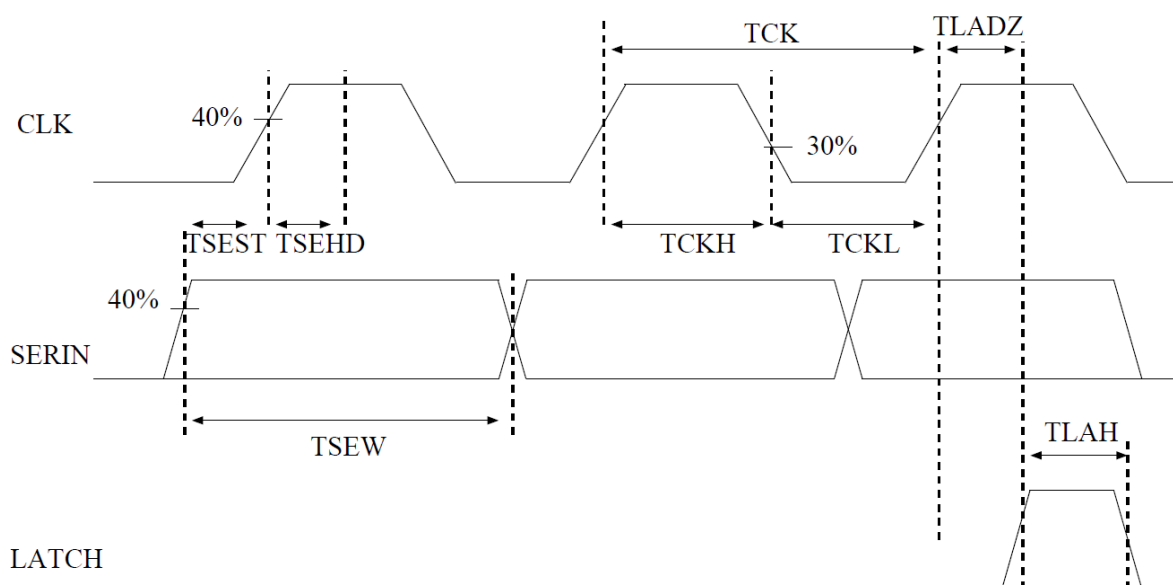 TCK
TLADZ
CLK
40%
30%
TSEST
TSEHD
TCKH
TCKL
40%
SERIN
TSEW
TLAH
LATCH